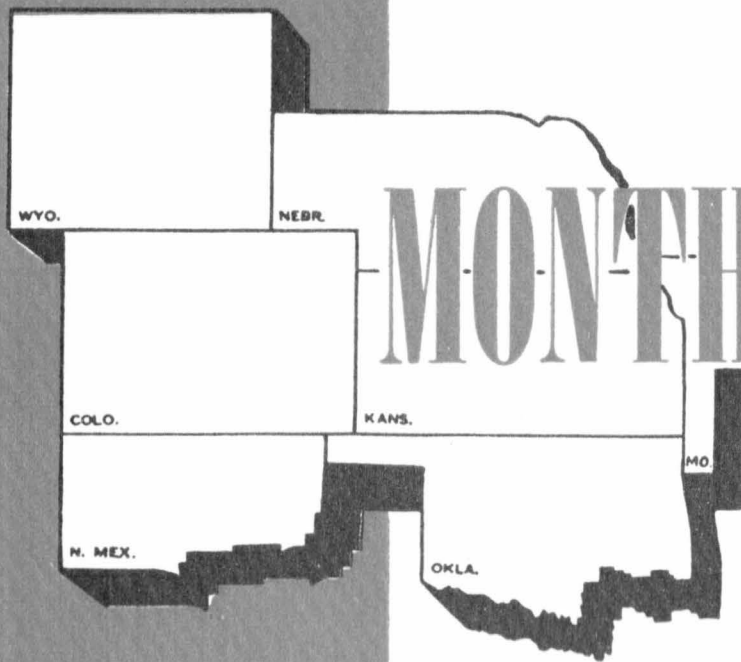 WYO.
NEBR.
MONTH
COLO.
KANS.
MO.
N. MEX.
OKLA.